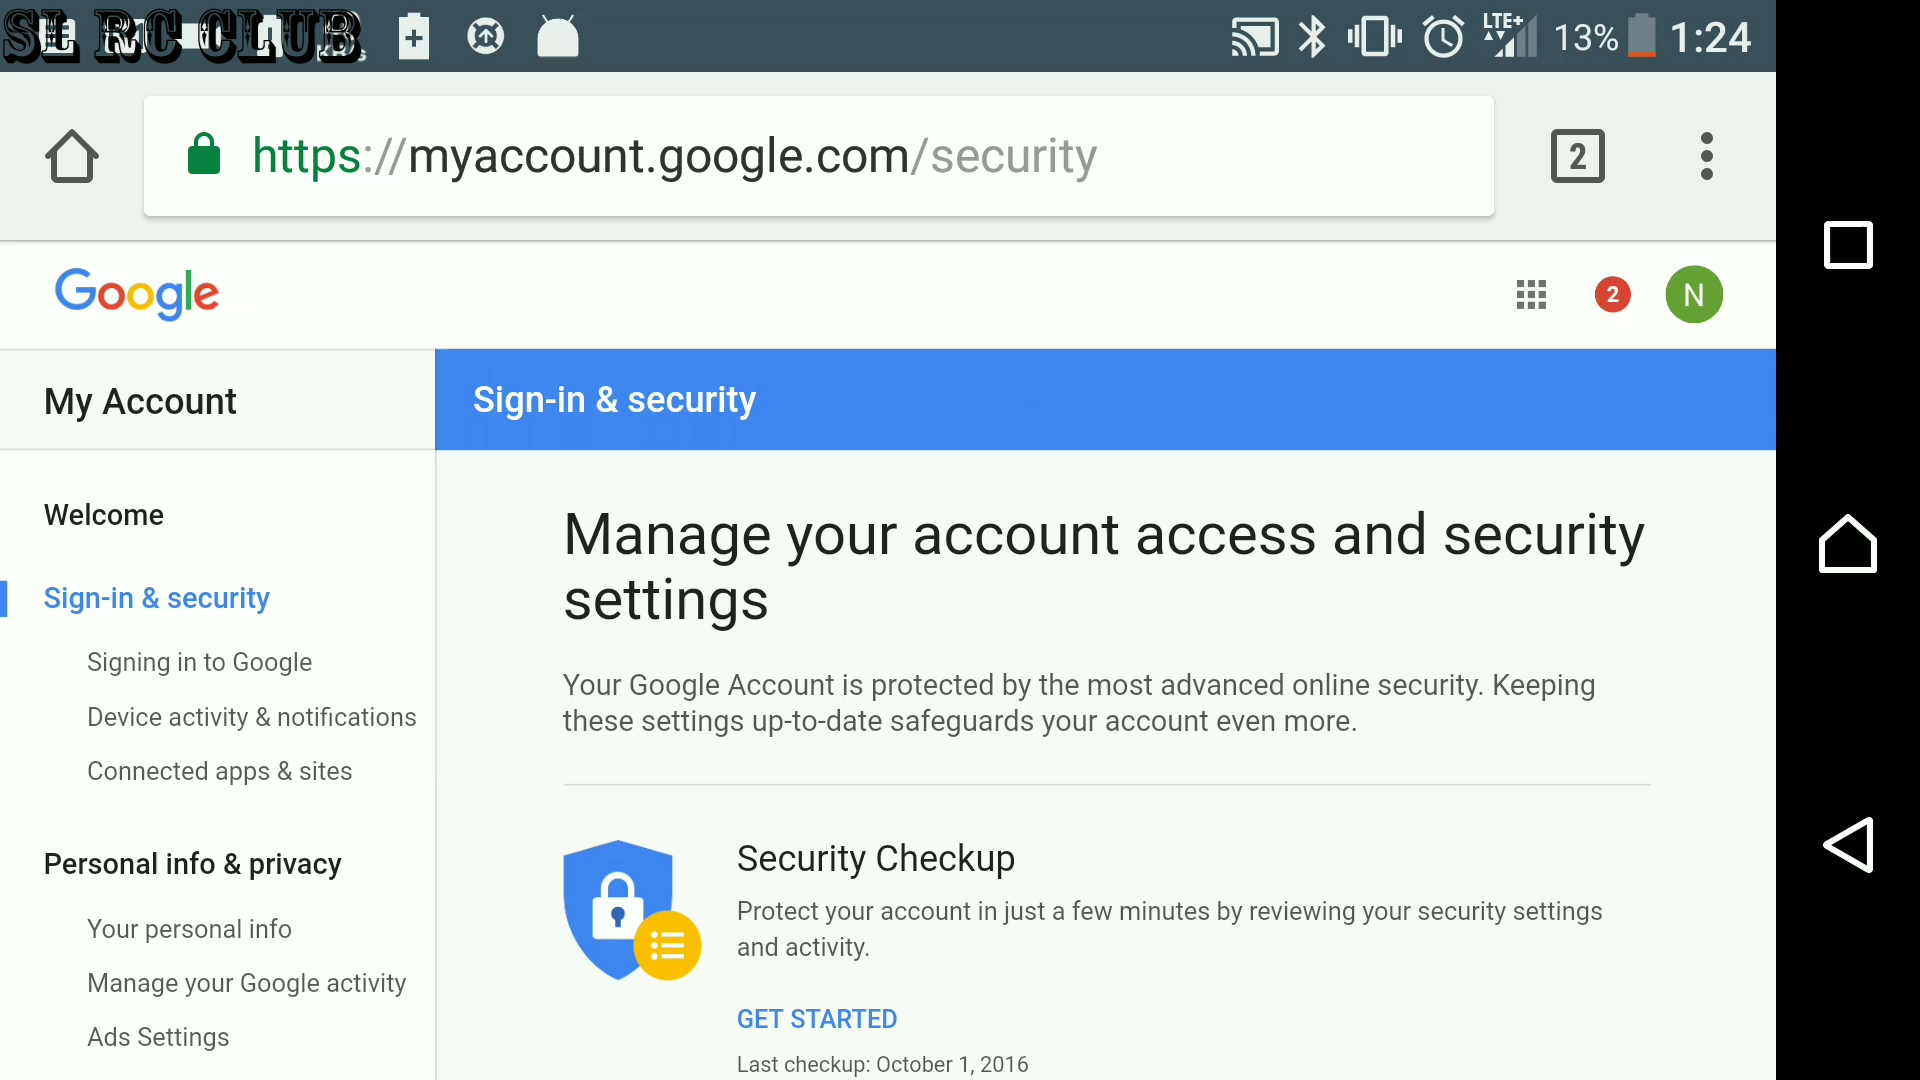 SL RC CLUB
LTE+ 13% 1:24
https://myaccount.google.com/security
2
Google
2 N
My Account
Sign-in & security
Welcome
Sign-in & security
Signing in to Google
Device activity & notifications
Connected apps & sites
Personal info & privacy
Your personal info
Manage your Google activity
Ads Settings
Manage your account access and security
settings
Your Google Account is protected by the most advanced online security. Keeping
these settings up-to-date safeguards your account even more.
Security Checkup
Protect your account in just a few minutes by reviewing your security settings
and activity.
GET STARTED
Last checkup: October 1, 2016